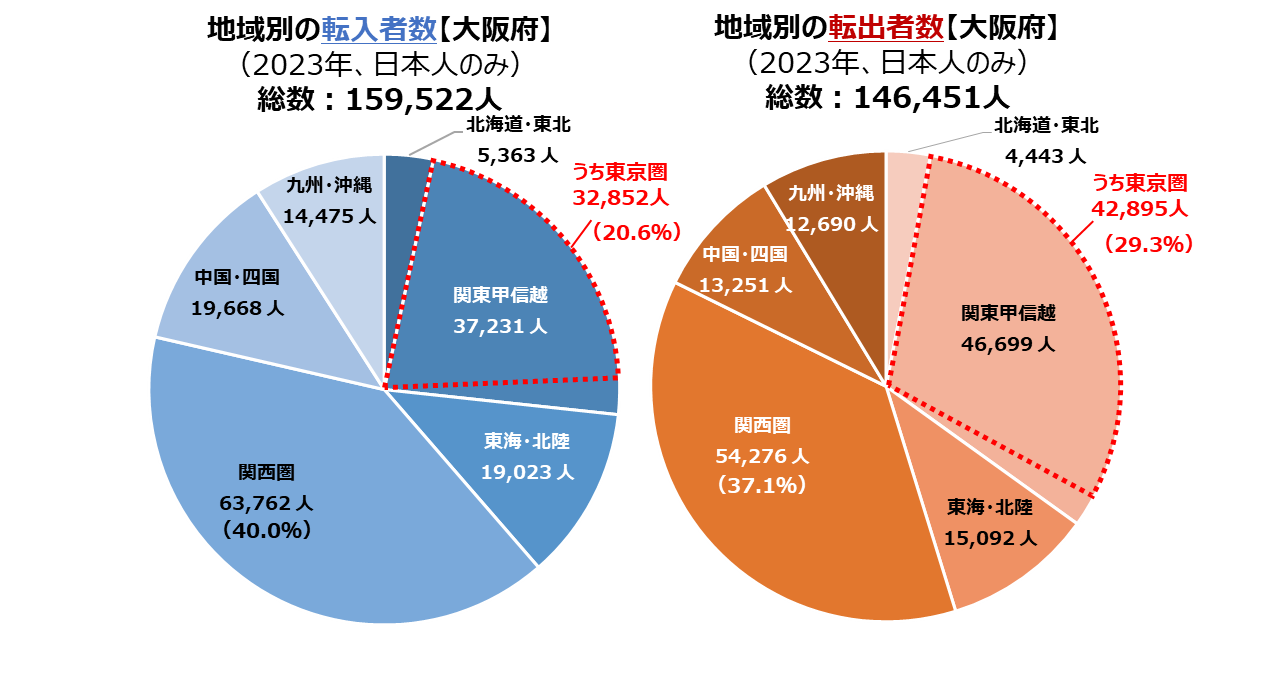 地域別の転入者数【大阪府】
（2023年、日本人のみ）
総数：159,522人
北海道･東北
5,363 人
うち東京圏
32,852人
（20.6%）
関東甲信越
37,231 人
東海･北陸
19,023 人
関西圏
63,762 人
（40.0%）
中国･四国
19,668 人
九州･沖縄
14,475 人
地域別の転出者数【大阪府】
（2023年、日本人のみ）
総数：146,451人
北海道･東北
4,443 人
うち東京圏
42,895人
（29.3%）
関東甲信越
46,699 人
東海･北陸
15,092 人
関西圏
54,276 人
（37.1%）
中国･四国
13,251 人
九州･沖縄
12,690 人